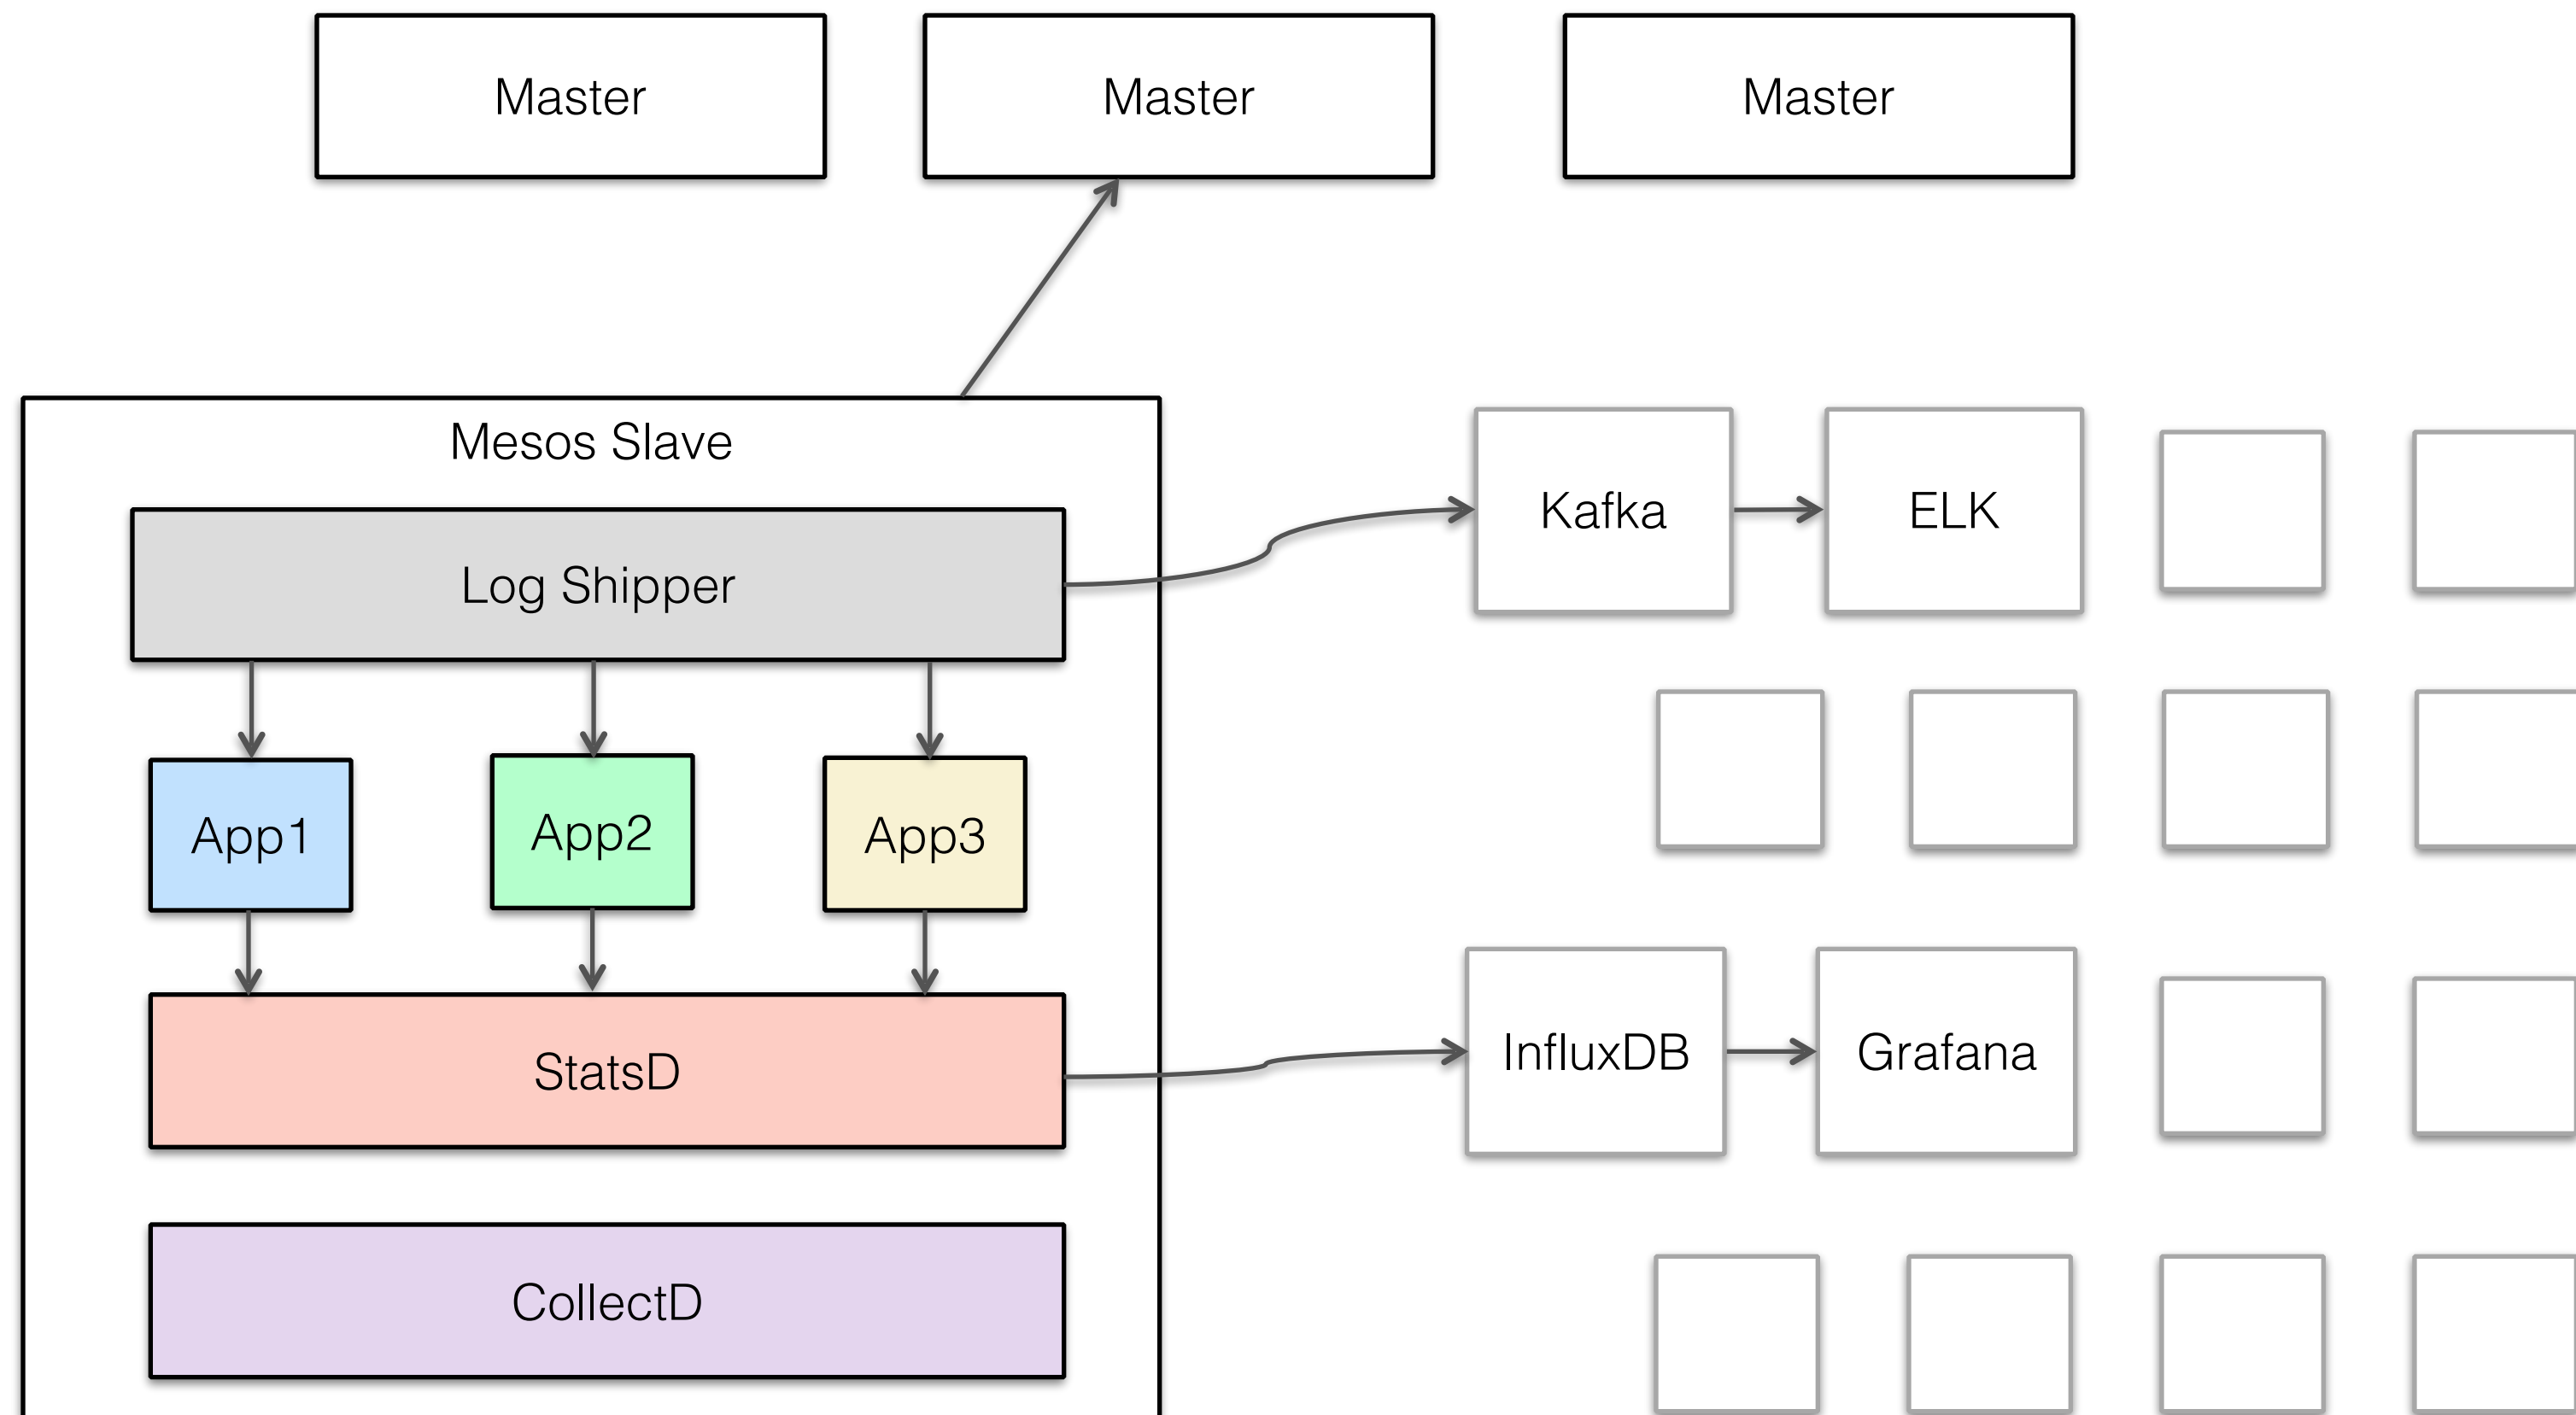 Master
Master
Master
Mesos Slave
Log Shipper
Kafka
ELK
App1
App2
App3
StatsD
InfluxDB
Grafana
CollectD